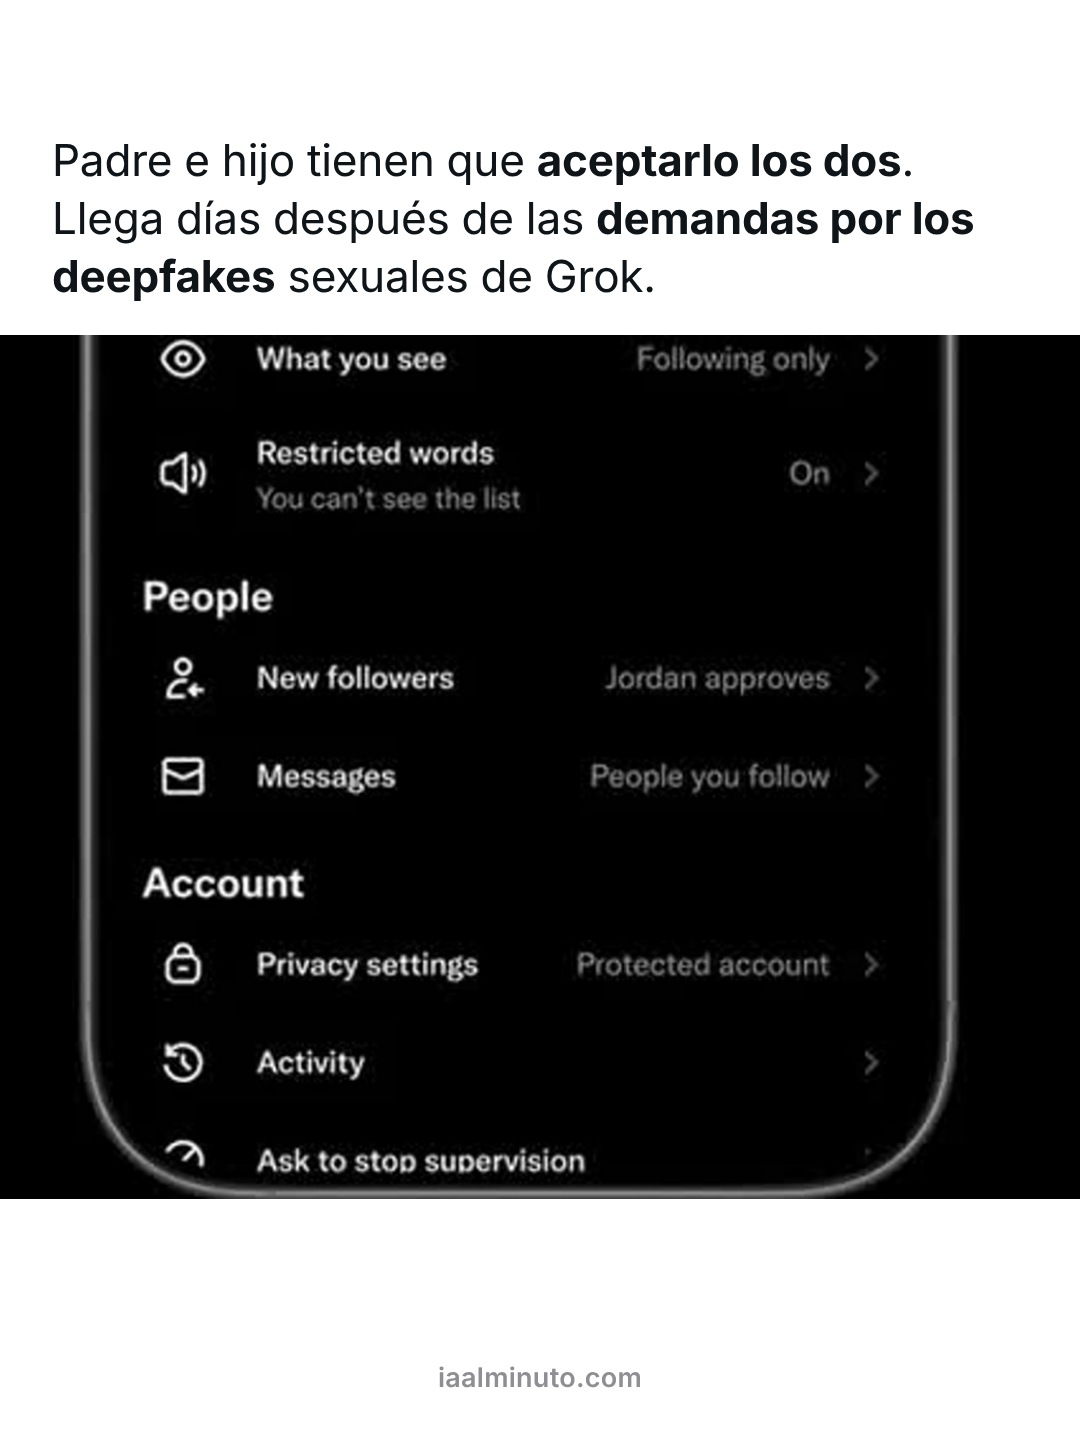 Padre e hijo tienen que aceptarlo los dos.
Llega días después de las demandas por los
deepfakes sexuales de Grok.
What you see Following only
Restricted words On
You can't see the list
People
New followers Jordan approves
Messages People you follow
Account
Privacy settings Protected account
Activity
Ask to stop supervision
iaalminuto.com